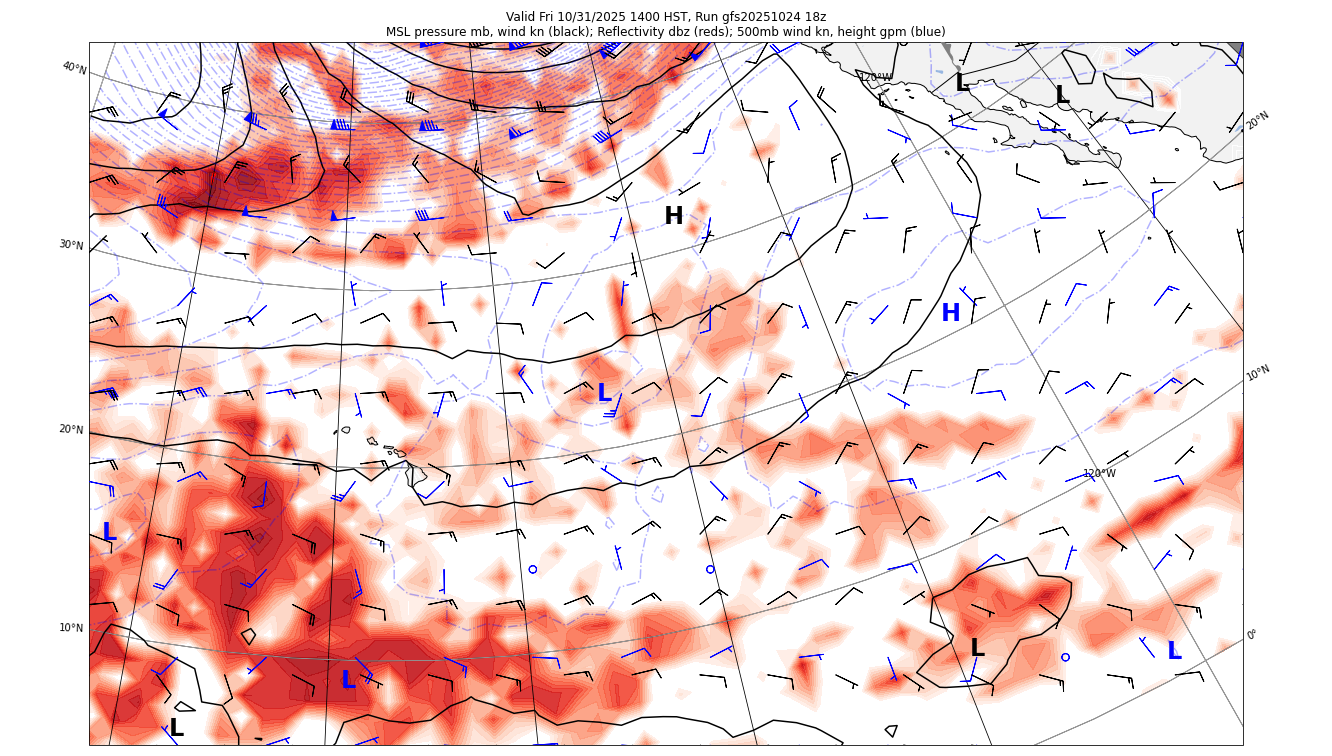 Valid Fri 10/31/2025 1400 HST, Run gfs20251024 18z
MSL pressure mb, wind kn (black); Reflectivity dbz (reds); 500mb wind kn, height gpm (blue)
40°N
120°W
L
L
20°N
H
30°N
H
10°N
L
20°N
120°W
L
10°N
0°
L
L
L
L